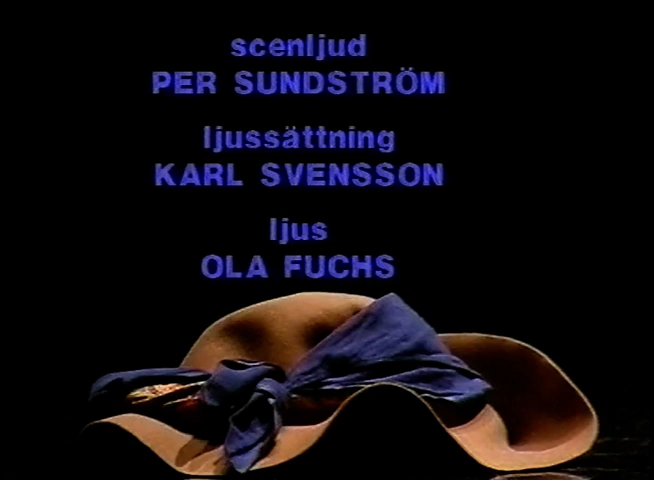 scenljud
PER SUNDSTRÖM
ljussättning
KARL SVENSSON
ljus
OLA FUCHS